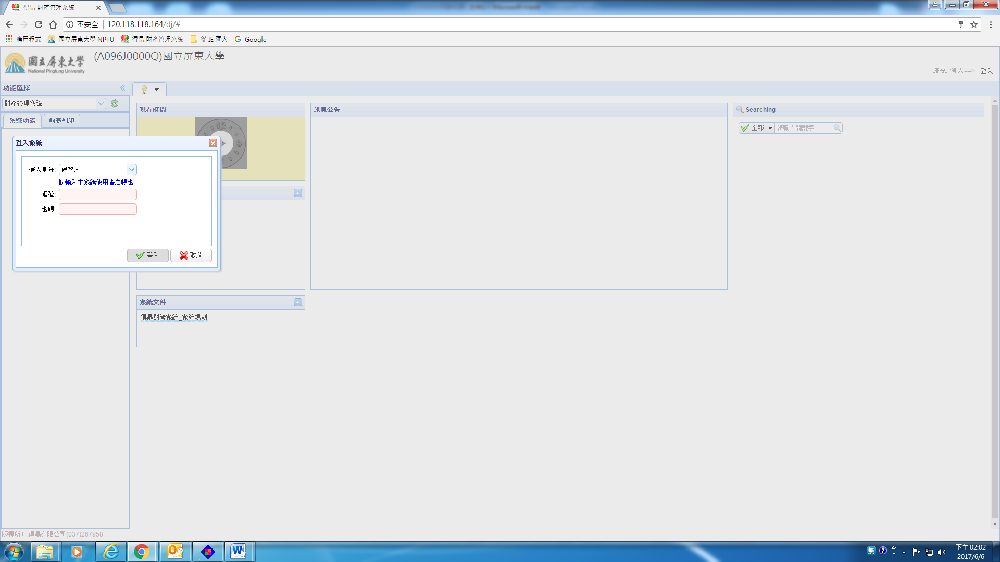 得晶 財產管理系統
不安全
120.118.118.164/dj/#
應用程式
國立屏東大學 NPTU
得晶 財產管理系統
從 IE 匯入
Google
國立屏東大學
National Pingtung University
(A096J0000Q)國立屏東大學
請按此登入==>
登入
功能選擇
財產管理系統
系統功能
報表列印
現在時間
訊息公告
Searching
全部
請輸入關鍵字
登入系統
登入身分:
保管人
請輸入本系統使用者之帳密
帳號:
密碼:
登入
取消
系統文件
得晶財管系統_系統規劃
版權所有:得晶有限公司(037)267958
無
下午 02:02
2017/6/6